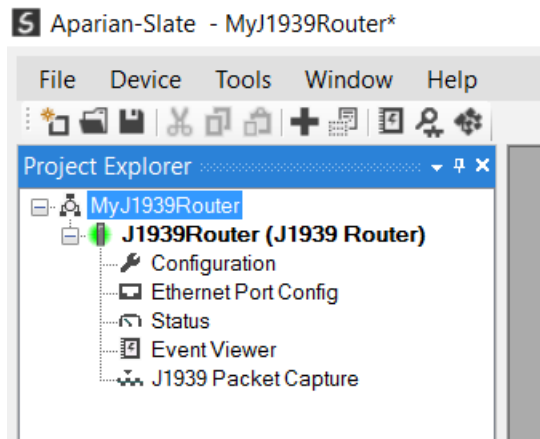 S Aparian-Slate - MyJ1939Router*
File Device Tools Window Help
Project Explorer
MyJ1939Router
J1939Router (J1939 Router)
Configuration
Ethernet Port Config
Status
Event Viewer
J1939 Packet Capture